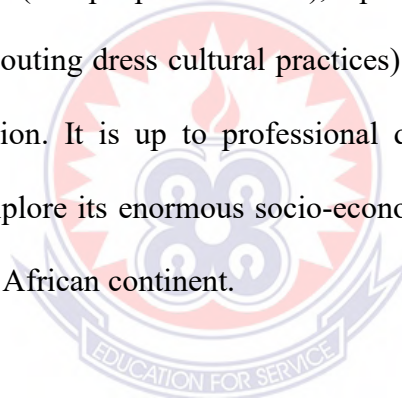 outing dress cultural practices)
ion. It is up to professional
plore its enormous socio-econo
African continent.
EDUCATION FOR SERVICE